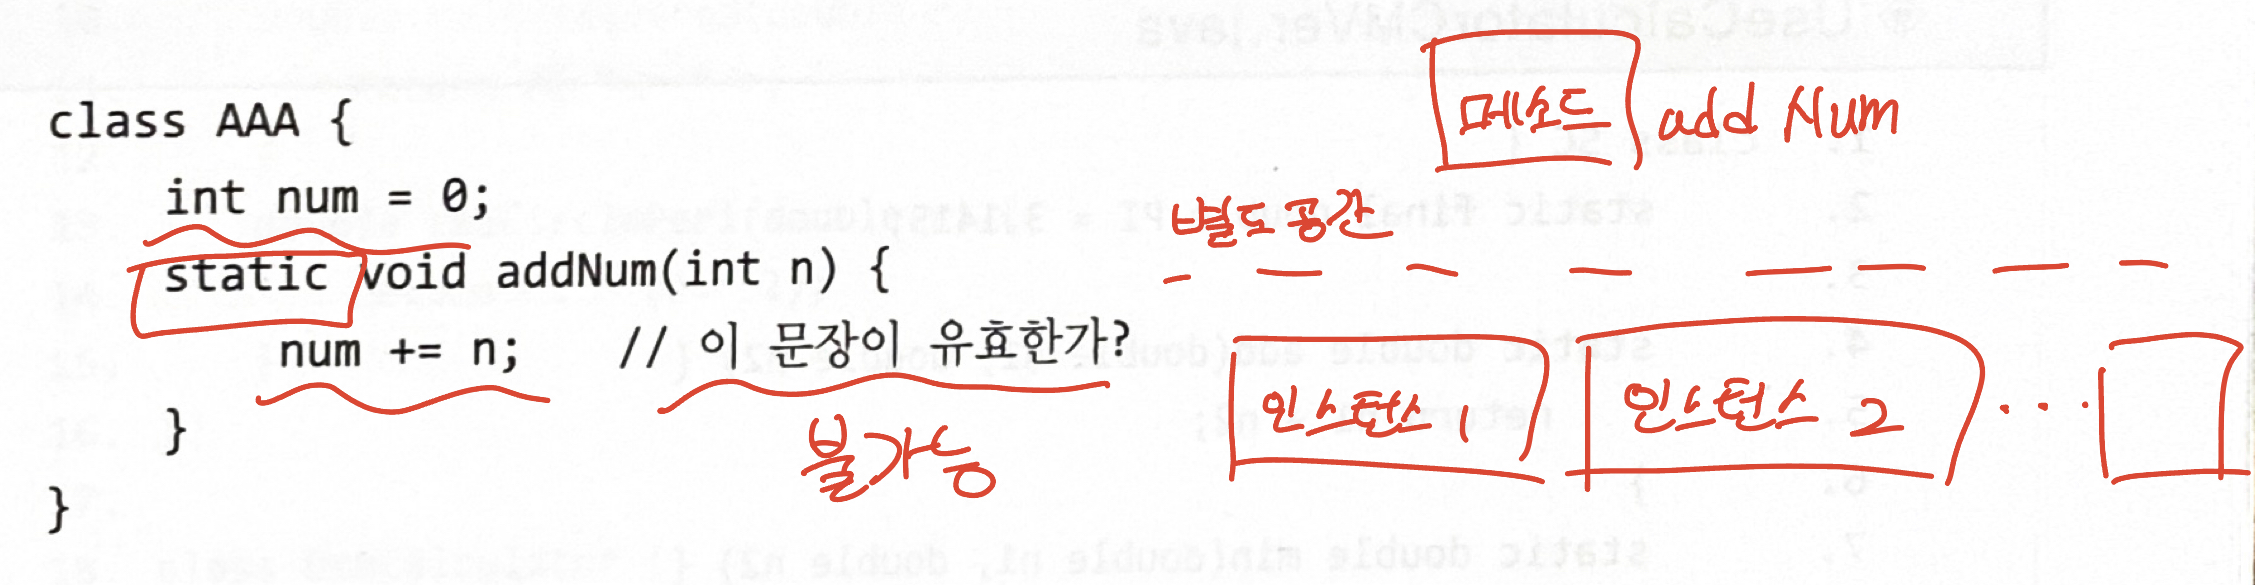 class AAA {
int num = 0;
static void addNum(int n) {
num += n; // 이 문장이 유효한가?
}
}
불가능
메소드 add Num
별도공간
인스턴스 1 인스턴스 2 ...